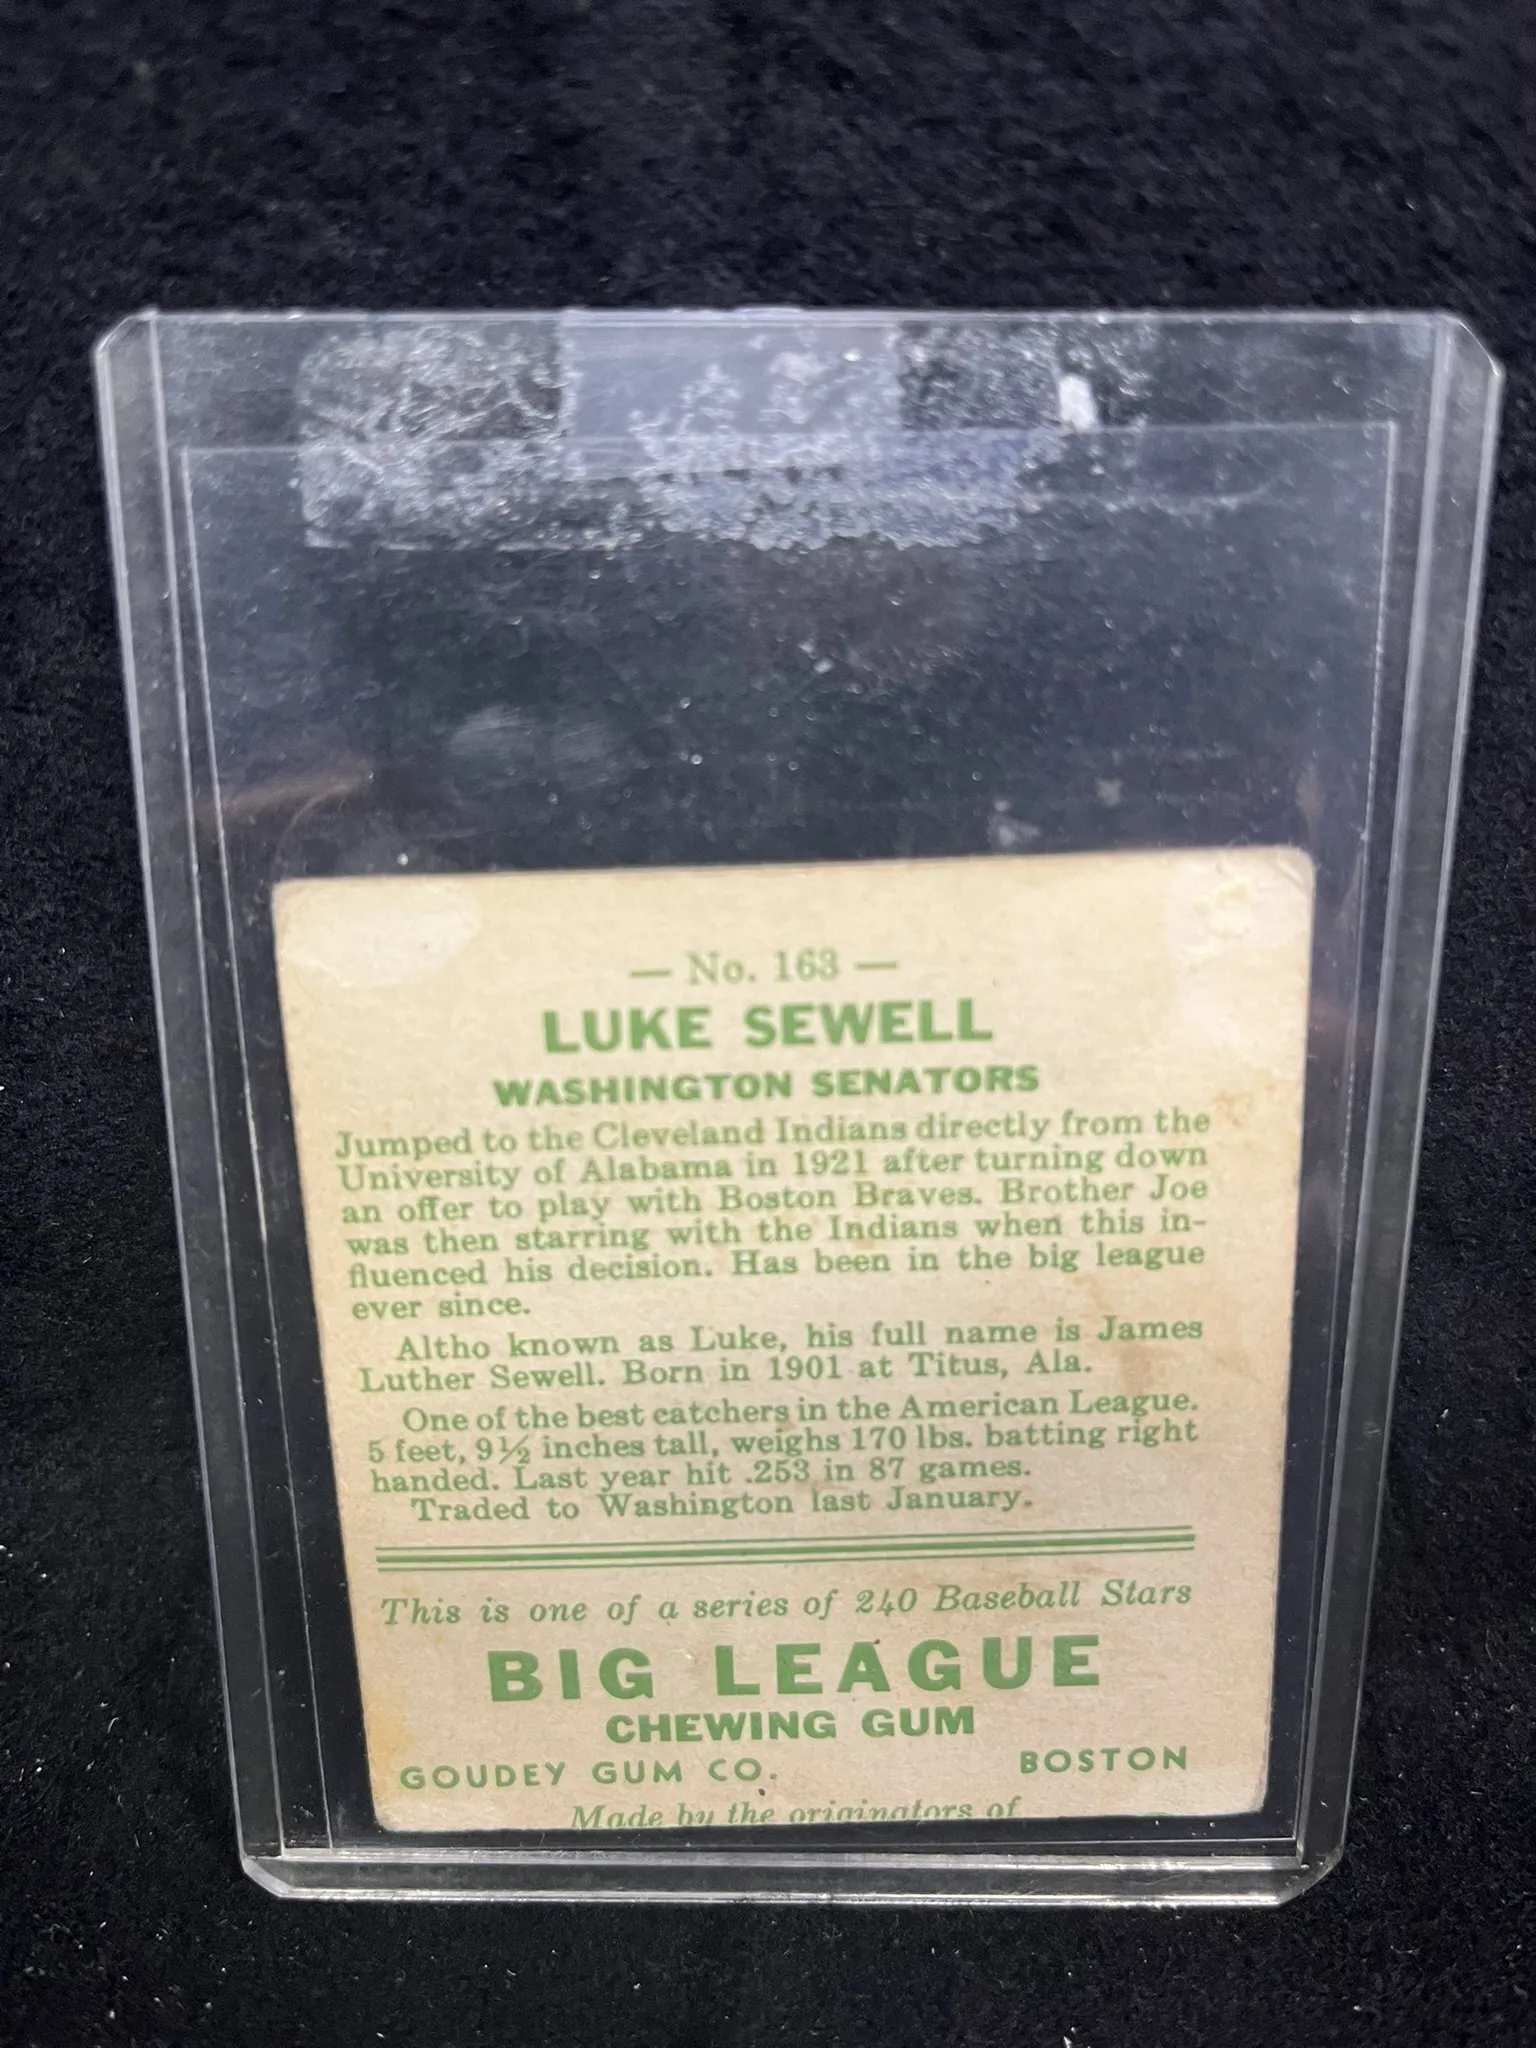 — No. 163 —
LUKE SEWELL
WASHINGTON SENATORS
Jumped to the Cleveland Indians directly from the
University of Alabama in 1921 after turning down
an offer to play with Boston Braves. Brother Joe
was then starring with the Indians when this in-
fluenced his decision. Has been in the big league
ever since.
Altho known as Luke, his full name is James
Luther Sewell. Born in 1901 at Titus, Ala.
One of the best catchers in the American League.
5 feet, 9½ inches tall, weighs 170 lbs. batting right
handed. Last year hit .253 in 87 games.
Traded to Washington last January.
This is one of a series of 240 Baseball Stars
BIG LEAGUE
CHEWING GUM
GOUDEY GUM CO. BOSTON
Made by the originators of